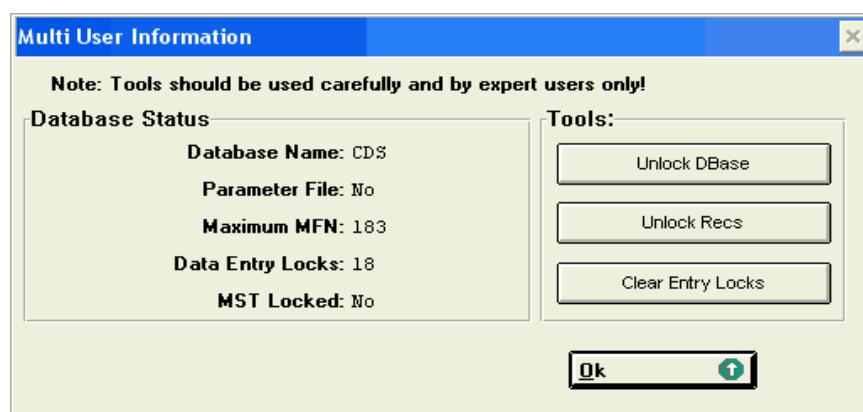 Multi User Information
Note: Tools should be used carefully and by expert users only!
Database Status
Database Name: CDS
Parameter File: No
Maximum MFN: 183
Data Entry Locks: 18
MST Locked: No
Tools:
Unlock DBase
Unlock Recs
Clear Entry Locks
Ok